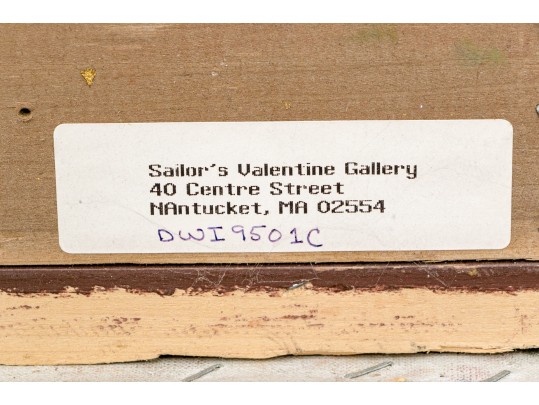 Sailor's Valentine Gallery
40 Centre Street
NAntucket, MA 02554
DWI9501C